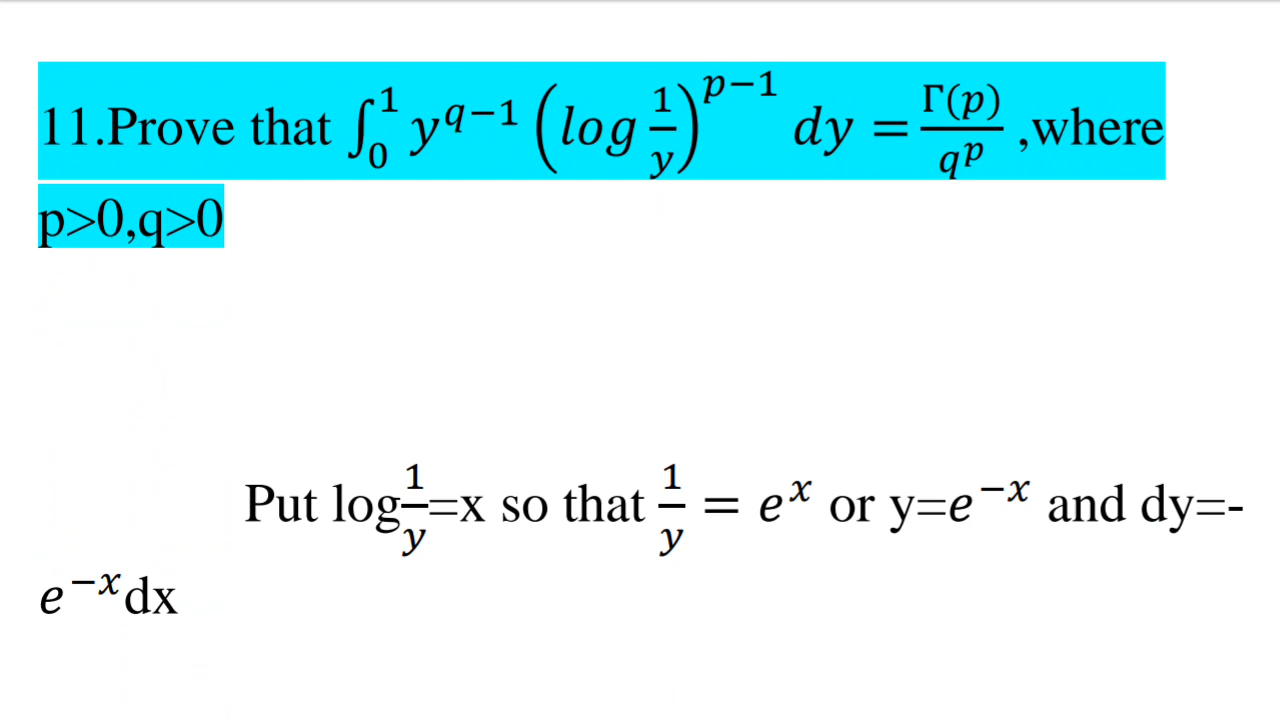 11.Prove that ∫₀¹ y^{q−1} (log 1/y)^{p−1} dy = Γ(p)/q^p ,where
p>0,q>0
Put log 1/y=x so that 1/y = e^x or y=e^{−x} and dy=-
e^{−x}dx